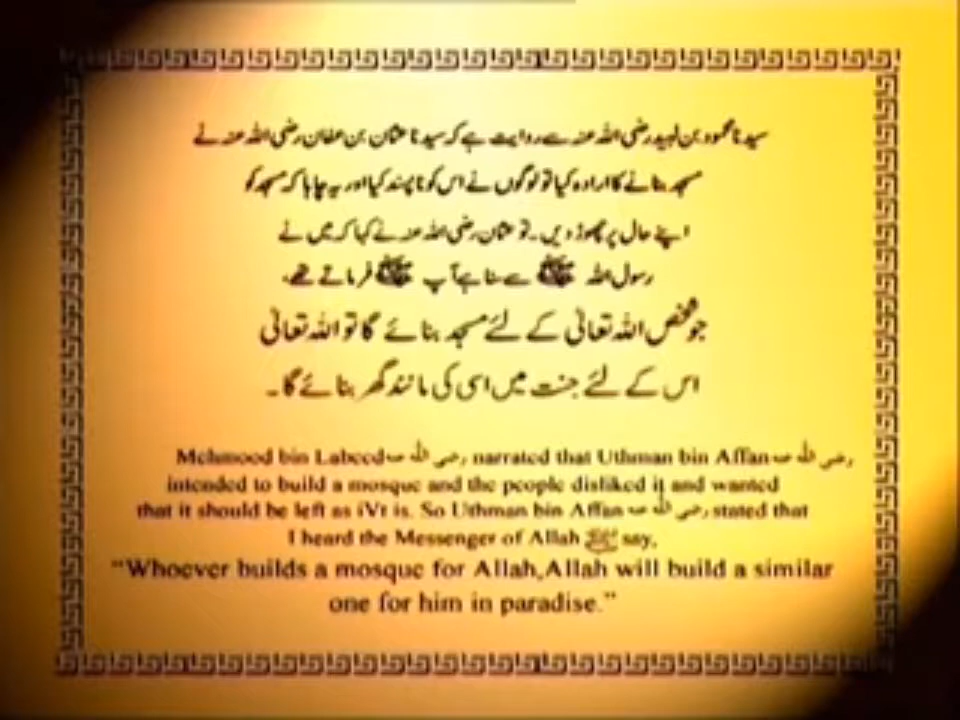 سیدنا محمود بن لبید رضی اللہ عنہ سے روایت ہے کہ سیدنا عثمان بن عفان رضی اللہ عنہ نے
مسجد بنانے کا ارادہ کیا تو لوگوں نے اس کو ناپسند کیا اور یہ چاہا کہ مسجد کو
اپنے حال پر چھوڑ دیں۔ تو عثمان رضی اللہ عنہ نے کہا کہ میں نے
رسول اللہ ﷺ سے سنا ہے آپ ﷺ فرماتے تھے،
جو شخص اللہ تعالیٰ کے لئے مسجد بنائے گا تو اللہ تعالیٰ
اس کے لئے جنت میں اسی کی مانند گھر بنائے گا۔
Mehmood bin Labeed رضی اللہ عنہ narrated that Uthman bin Affan رضی اللہ عنہ
intended to build a mosque and the people disliked it and wanted
that it should be left as iVt is. So Uthman bin Affan رضی اللہ عنہ stated that
I heard the Messenger of Allah ﷺ say,
“Whoever builds a mosque for Allah,Allah will build a similar
one for him in paradise.”